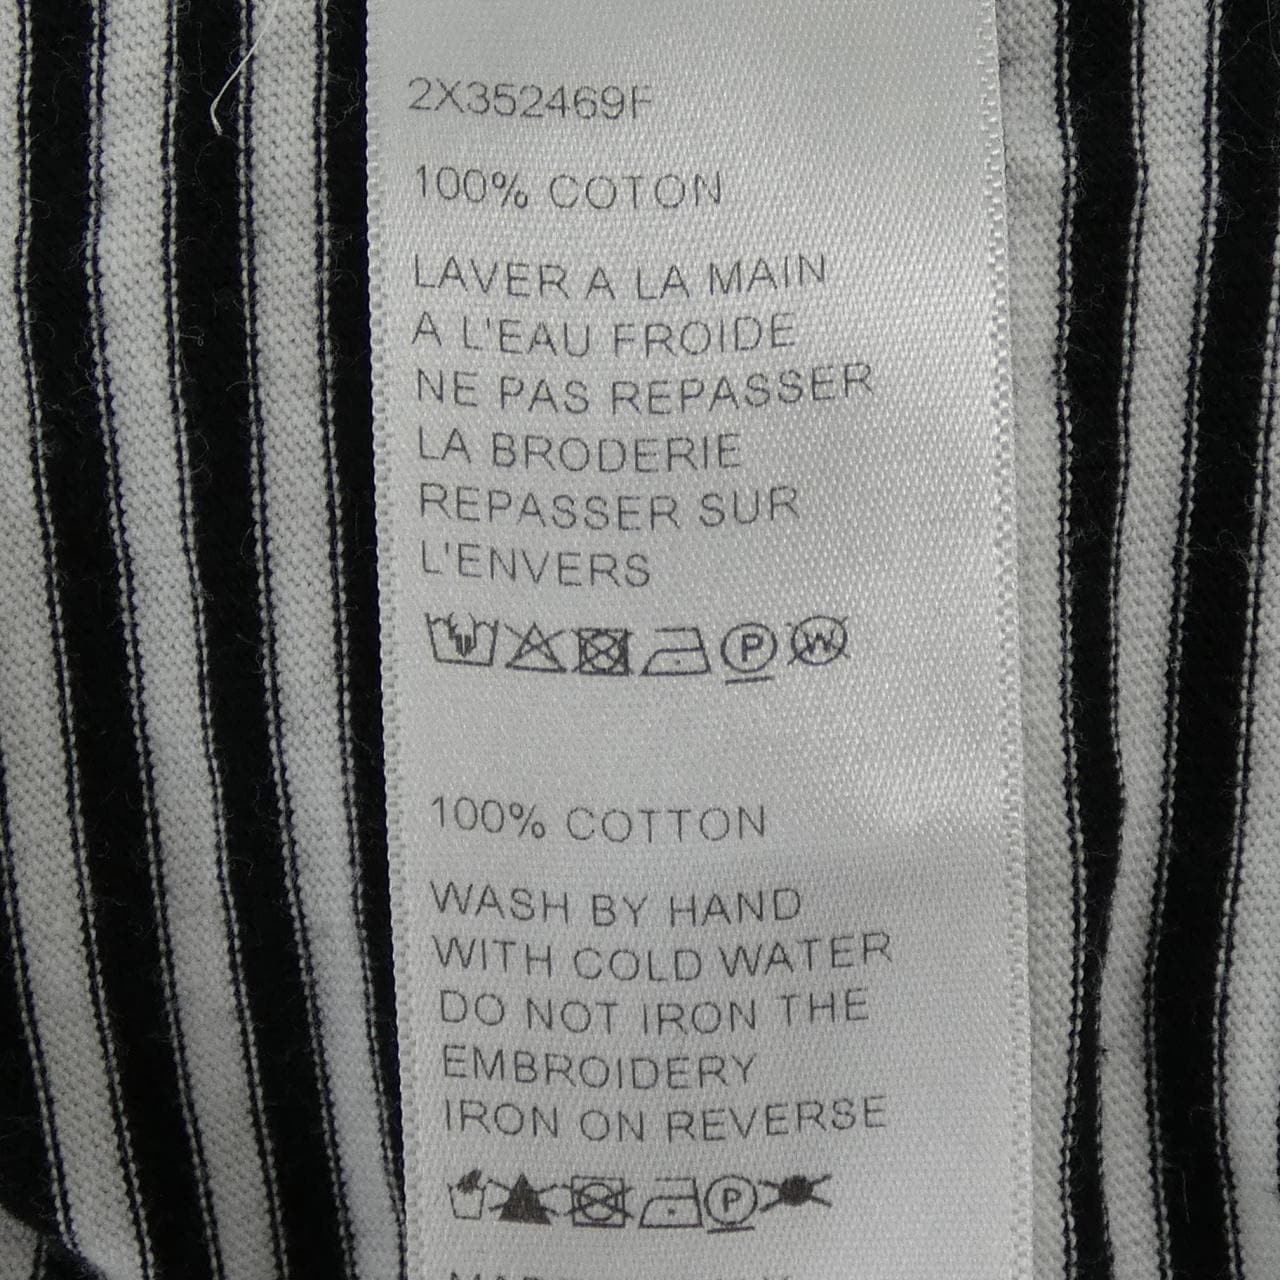 2X352469F
100% COTON
LAVER A LA MAIN
A L'EAU FROIDE
NE PAS REPASSER
LA BRODERIE
REPASSER SUR
L'ENVERS
P W
100% COTTON
WASH BY HAND
WITH COLD WATER
DO NOT IRON THE
EMBROIDERY
IRON ON REVERSE
P